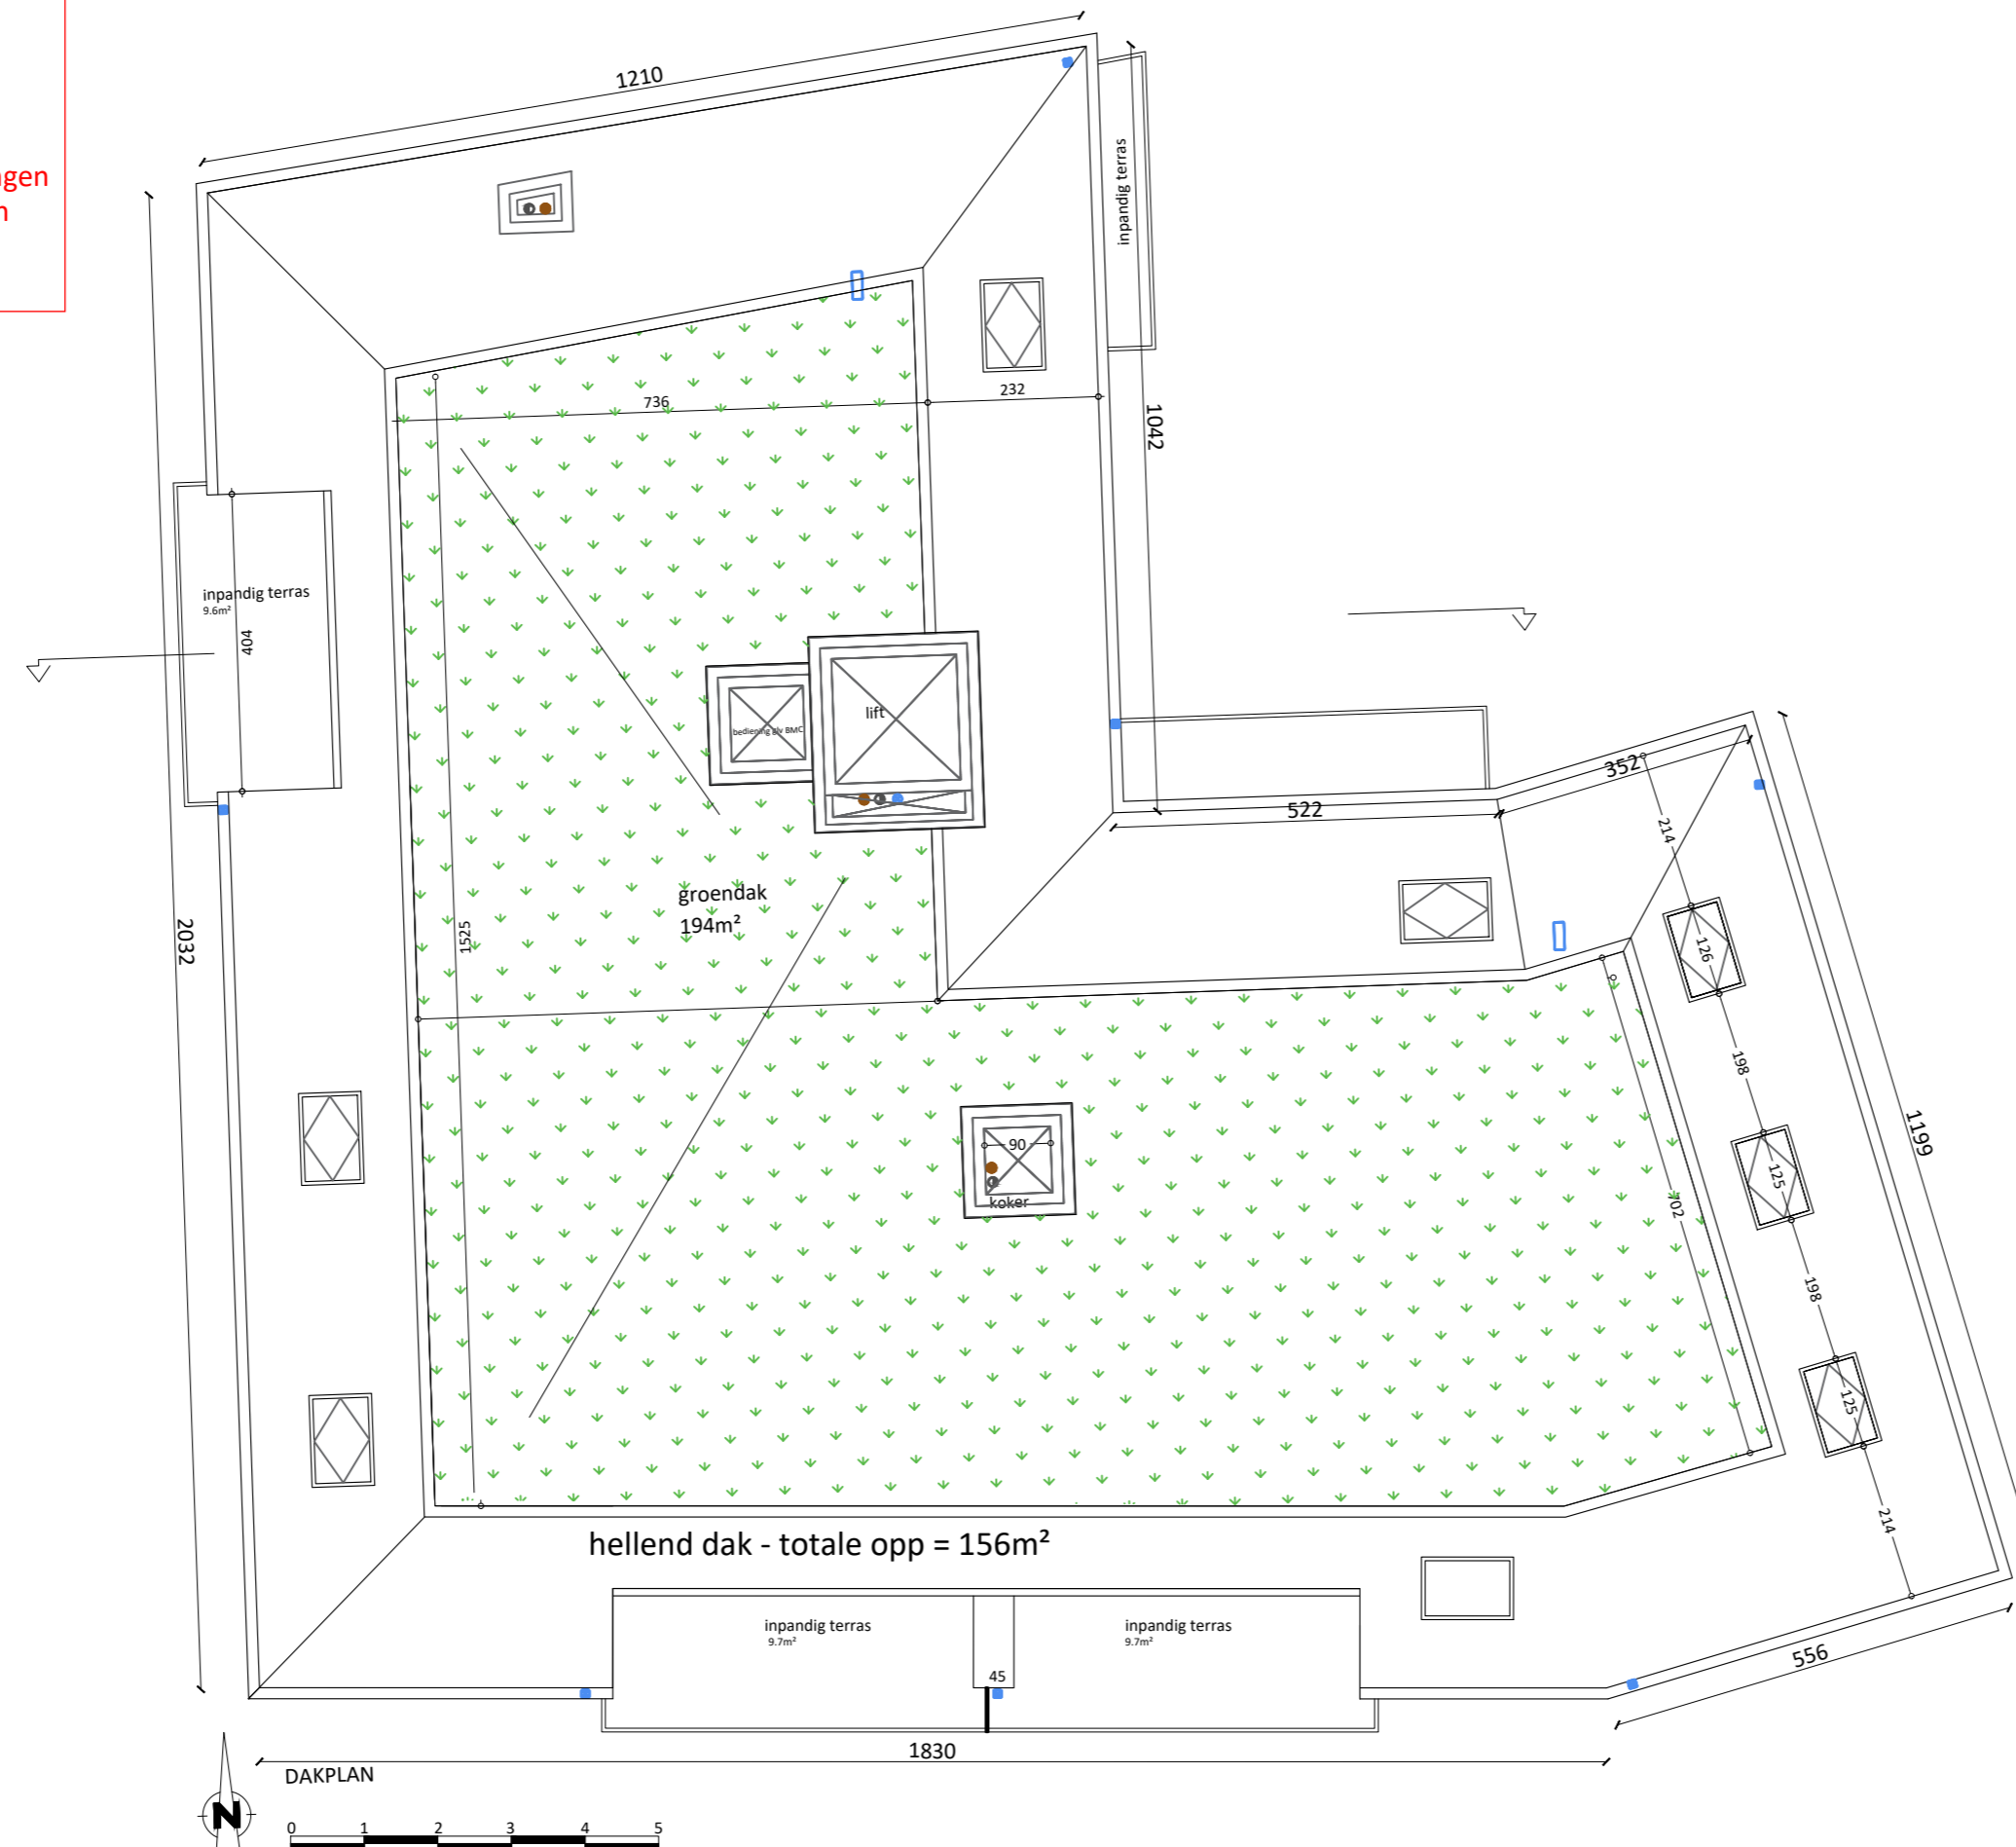 1210
gen
inpandig terras
736
232
1042
inpandig terras
9.6m²
404
lift
bediening glv BMC
352
522
214
groendak
194m²
2032
1525
126
198
90
koker
125
702
1199
198
125
214
hellend dak - totale opp = 156m²
inpandig terras
9.7m²
inpandig terras
9.7m²
45
556
1830
DAKPLAN
N
0 1 2 3 4 5